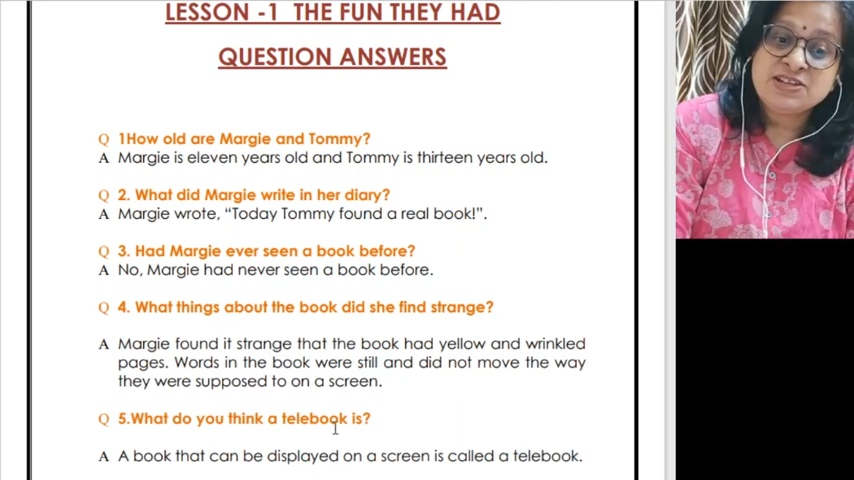 LESSON -1 THE FUN THEY HAD
QUESTION ANSWERS
Q 1How old are Margie and Tommy?
A Margie is eleven years old and Tommy is thirteen years old.
Q 2. What did Margie write in her diary?
A Margie wrote, “Today Tommy found a real book!”.
Q 3. Had Margie ever seen a book before?
A No, Margie had never seen a book before.
Q 4. What things about the book did she find strange?
A Margie found it strange that the book had yellow and wrinkled
pages. Words in the book were still and did not move the way
they were supposed to on a screen.
Q 5.What do you think a telebook is?
A A book that can be displayed on a screen is called a telebook.